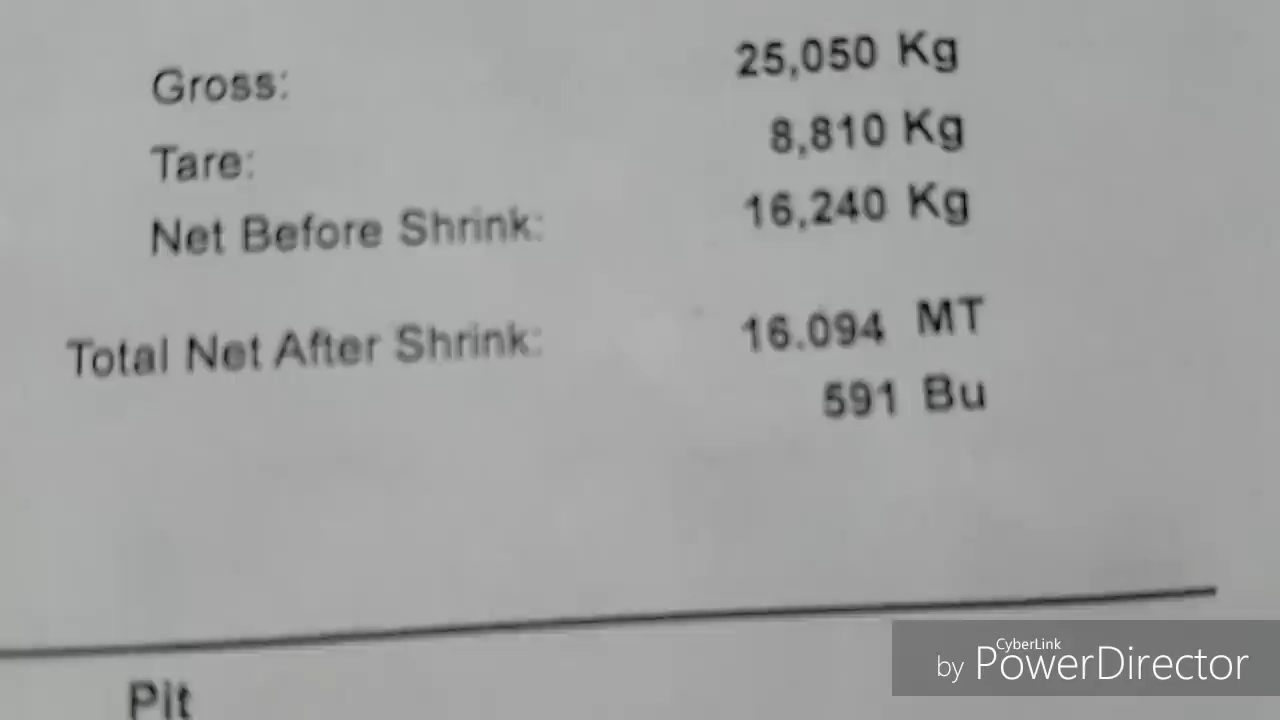 Gross: 25,050 Kg
Tare: 8,810 Kg
Net Before Shrink: 16,240 Kg
Total Net After Shrink: 16.094 MT
591 Bu
Pit
CyberLink
by PowerDirector